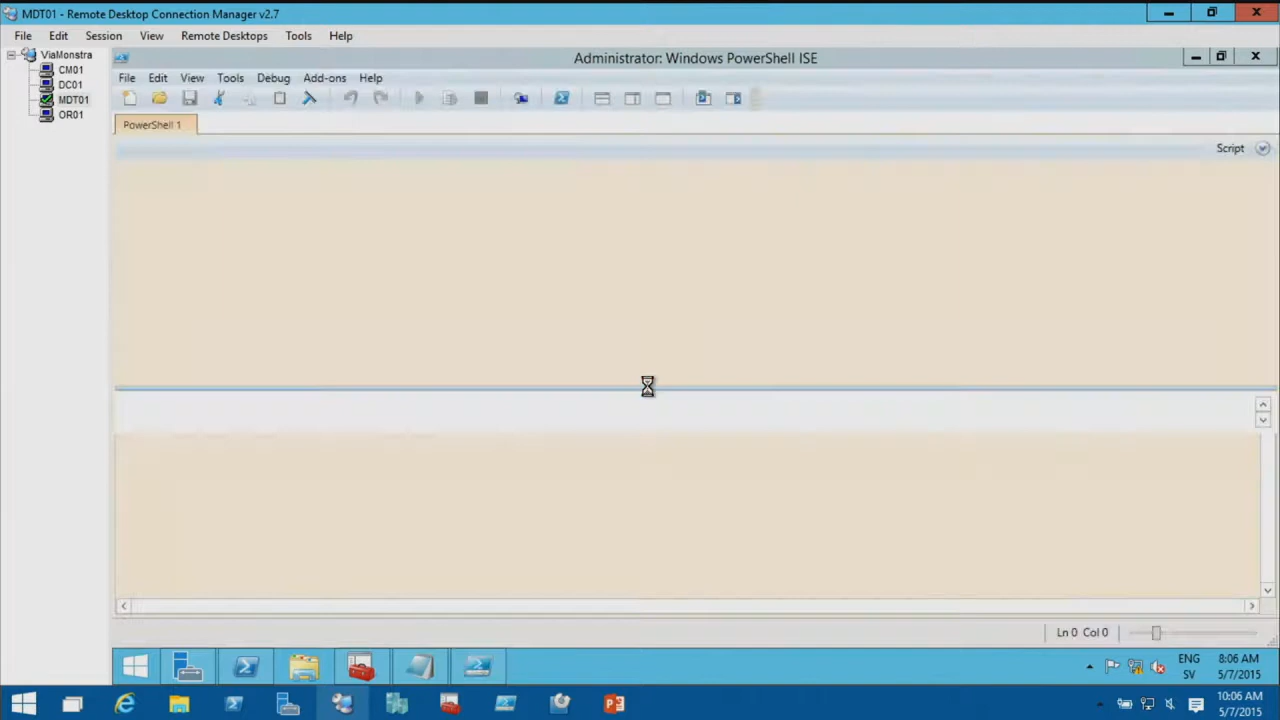 MDT01 - Remote Desktop Connection Manager v2.7
File Edit Session View Remote Desktops Tools Help
ViaMonstra
CM01
DC01
MDT01
OR01
Administrator: Windows PowerShell ISE
File Edit View Tools Debug Add-ons Help
PowerShell 1
Script
Ln 0 Col 0
ENG
SV
8:06 AM
5/7/2015
10:06 AM
5/7/2015